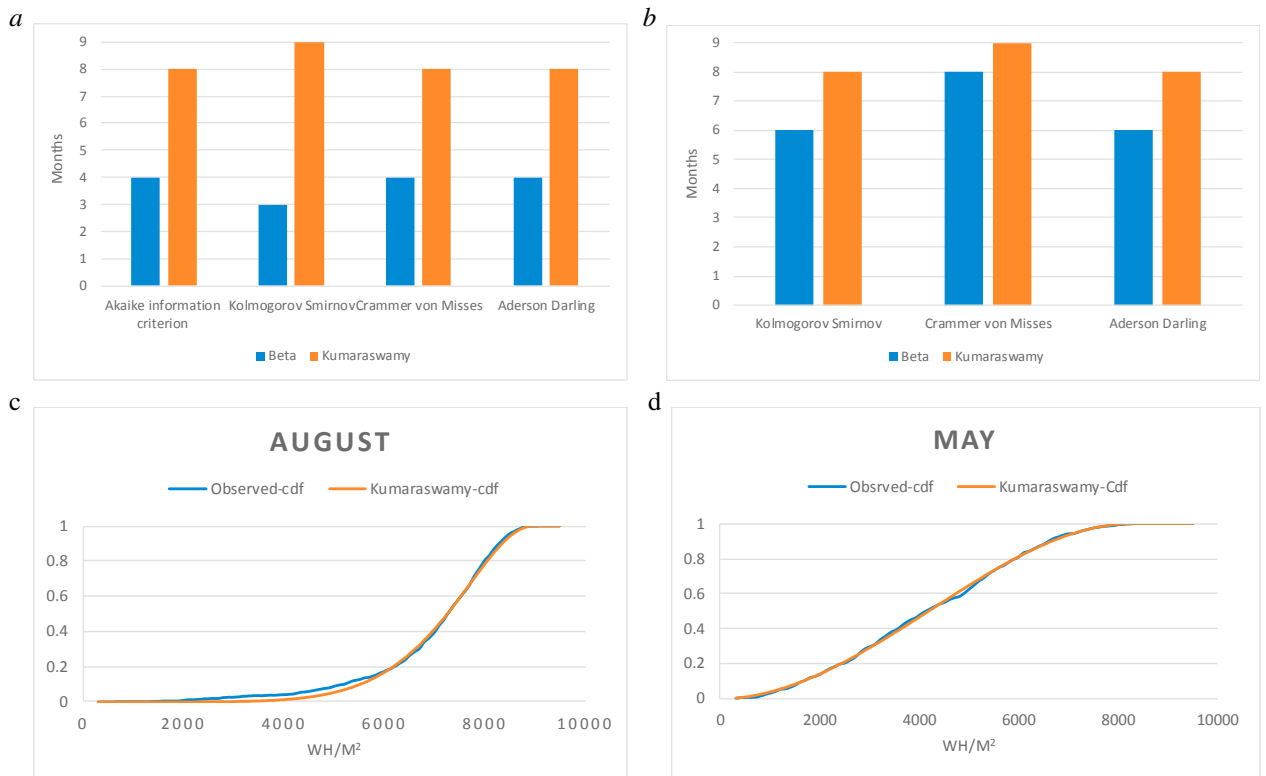 a
9
8
7
6
5
4
3
2
1
0
Months
Akaike information
criterion
Kolmogorov Smirnov
Crammer von Misses
Aderson Darling
Beta
Kumaraswamy
b
9
8
7
6
5
4
3
2
1
0
Months
Kolmogorov Smirnov
Crammer von Misses
Aderson Darling
Beta
Kumaraswamy
c
AUGUST
Observed-cdf
Kumaraswamy-cdf
1
0.8
0.6
0.4
0.2
0
0 2000 4000 6000 8000 10000
WH/M²
d
MAY
Obsrved-cdf
Kumaraswamy-Cdf
1
0.8
0.6
0.4
0.2
0
0 2000 4000 6000 8000 10000
WH/M²